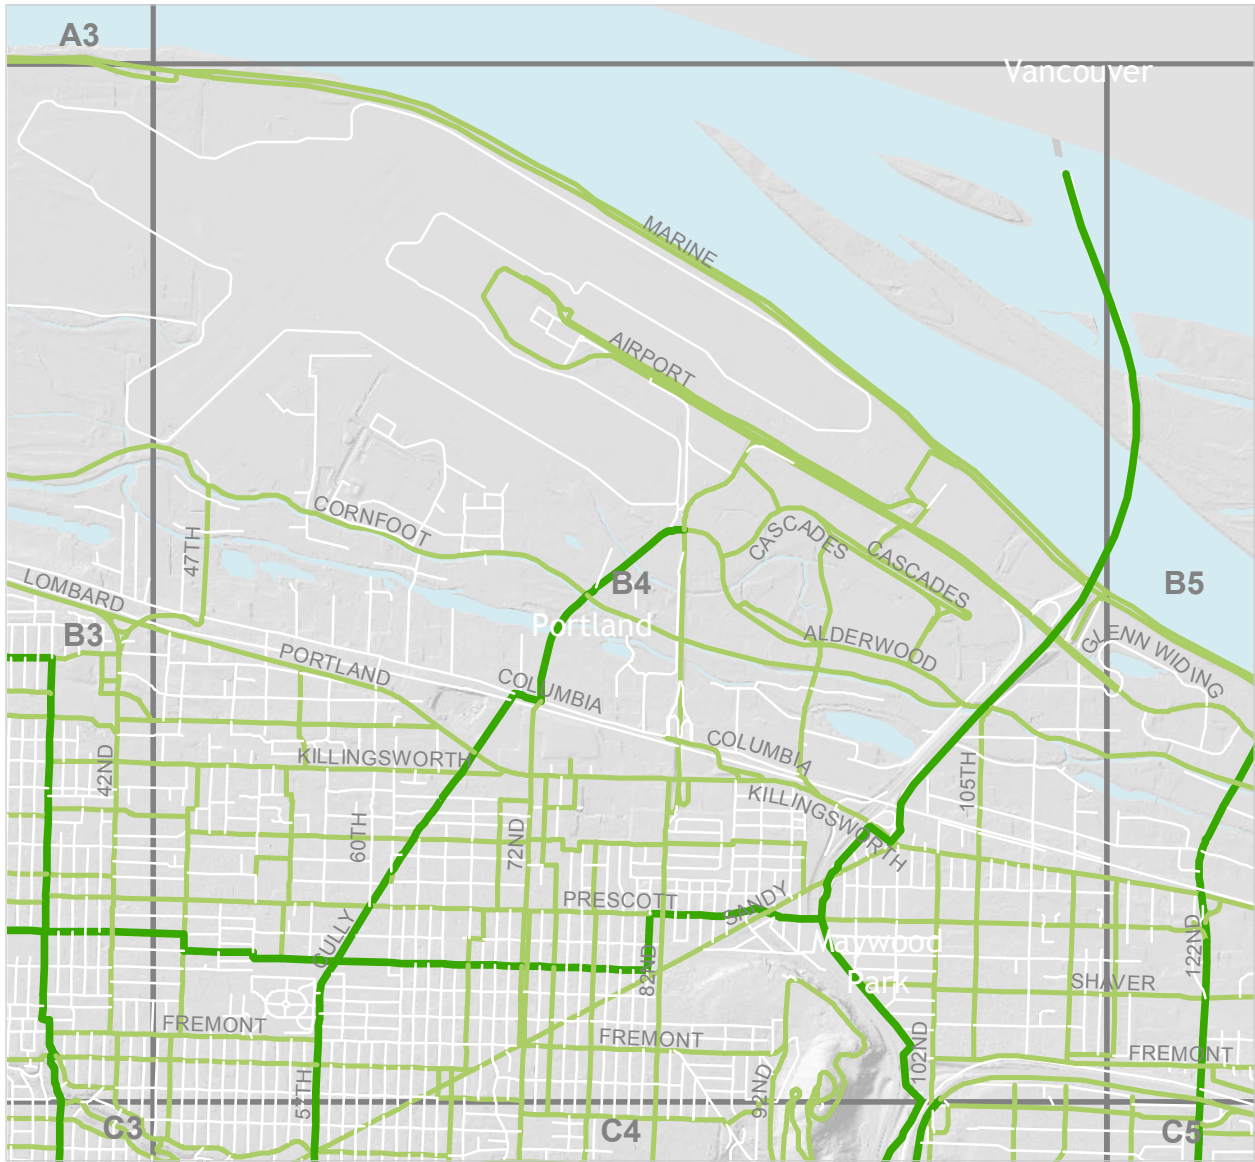 A3
Vancouver
MARINE
AIRPORT
CORNFOOT
CASCADES
CASCADES
47TH
LOMBARD
B4
B5
B3
Portland
ALDERWOOD
GLENN WIDING
PORTLAND
COLUMBIA
COLUMBIA
KILLINGSWORTH
42ND
105TH
KILLINGSWORTH
60TH
72ND
PRESCOTT
SANDY
CULLY
82ND
Maywood
Park
122ND
SHAVER
FREMONT
FREMONT
FREMONT
102ND
57TH
92ND
C3
C4
C5